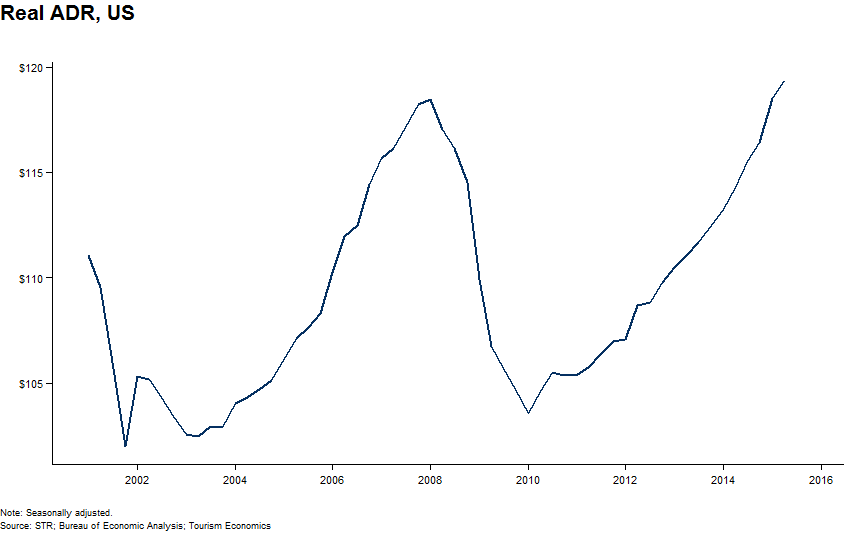 Real ADR, US
$120
$115
$110
$105
2002 2004 2006 2008 2010 2012 2014 2016
Note: Seasonally adjusted.
Source: STR; Bureau of Economic Analysis; Tourism Economics